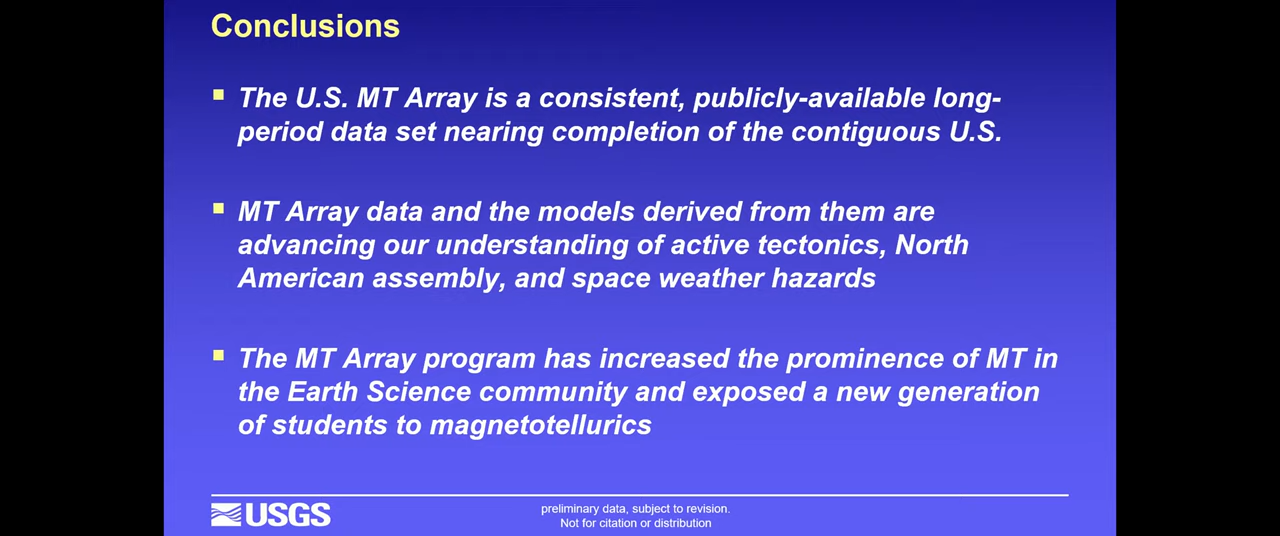 Conclusions
The U.S. MT Array is a consistent, publicly-available long-
period data set nearing completion of the contiguous U.S.
MT Array data and the models derived from them are
advancing our understanding of active tectonics, North
American assembly, and space weather hazards
The MT Array program has increased the prominence of MT in
the Earth Science community and exposed a new generation
of students to magnetotellurics
USGS
preliminary data, subject to revision.
Not for citation or distribution